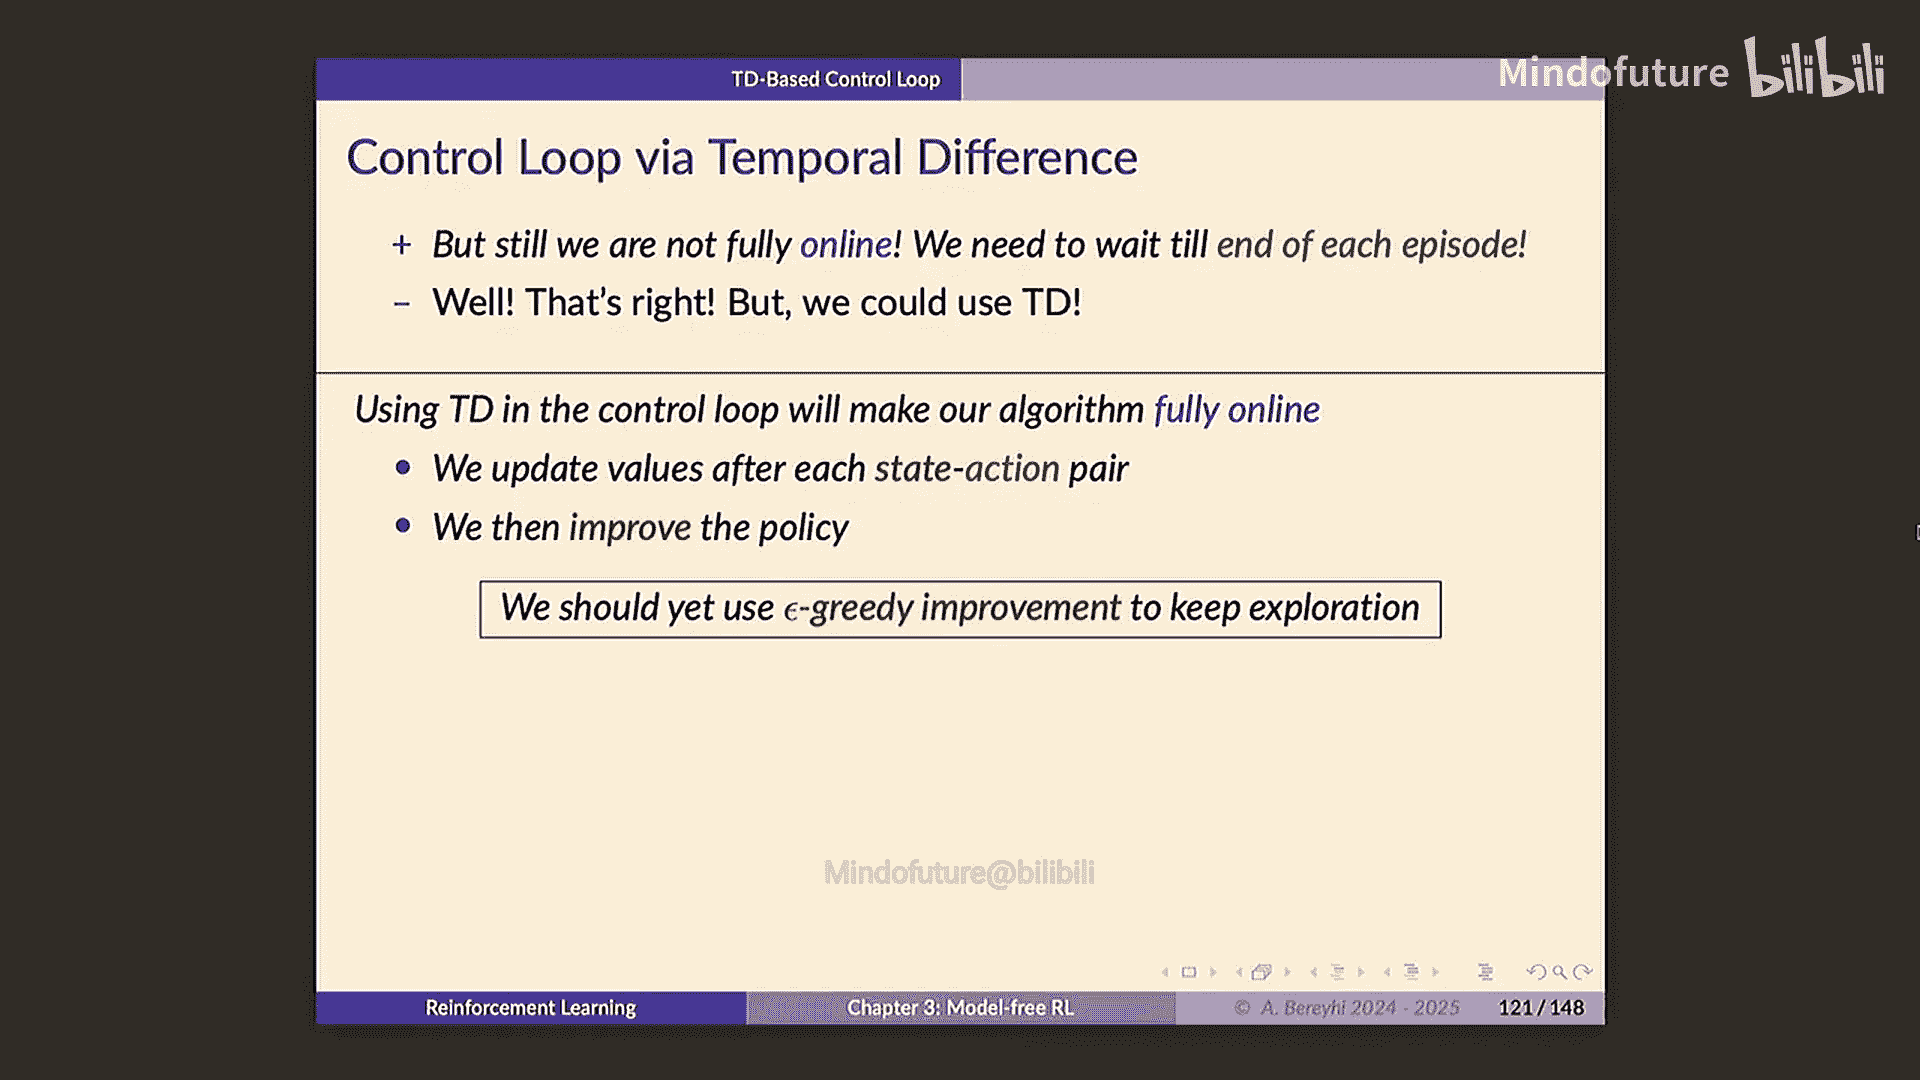 TD-Based Control Loop
Mindofuture bilibili
Control Loop via Temporal Difference
+ But still we are not fully online! We need to wait till end of each episode!
– Well! That's right! But, we could use TD!
Using TD in the control loop will make our algorithm fully online
• We update values after each state-action pair
• We then improve the policy
We should yet use ϵ-greedy improvement to keep exploration
Mindofuture@bilibili
Reinforcement Learning
Chapter 3: Model-free RL
© A. Bereyhi 2024 - 2025
121 / 148